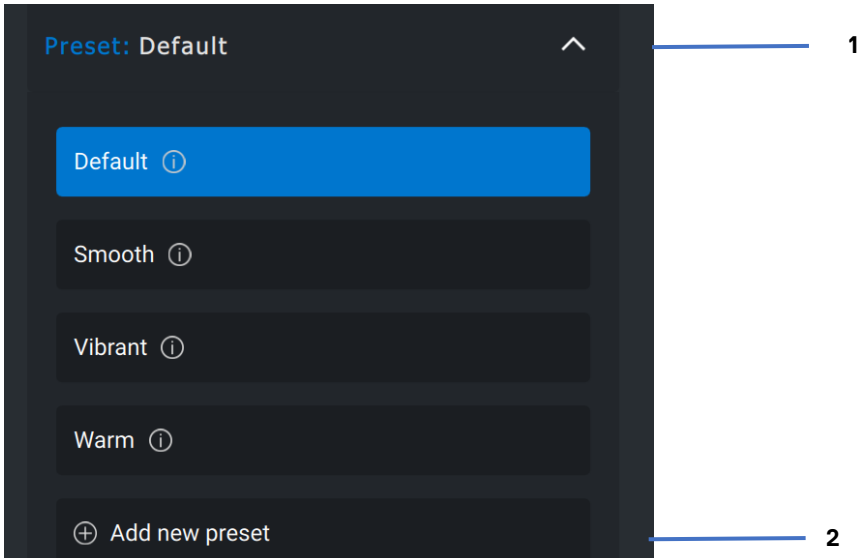 Preset: Default
1
Default
Smooth
Vibrant
Warm
Add new preset
2